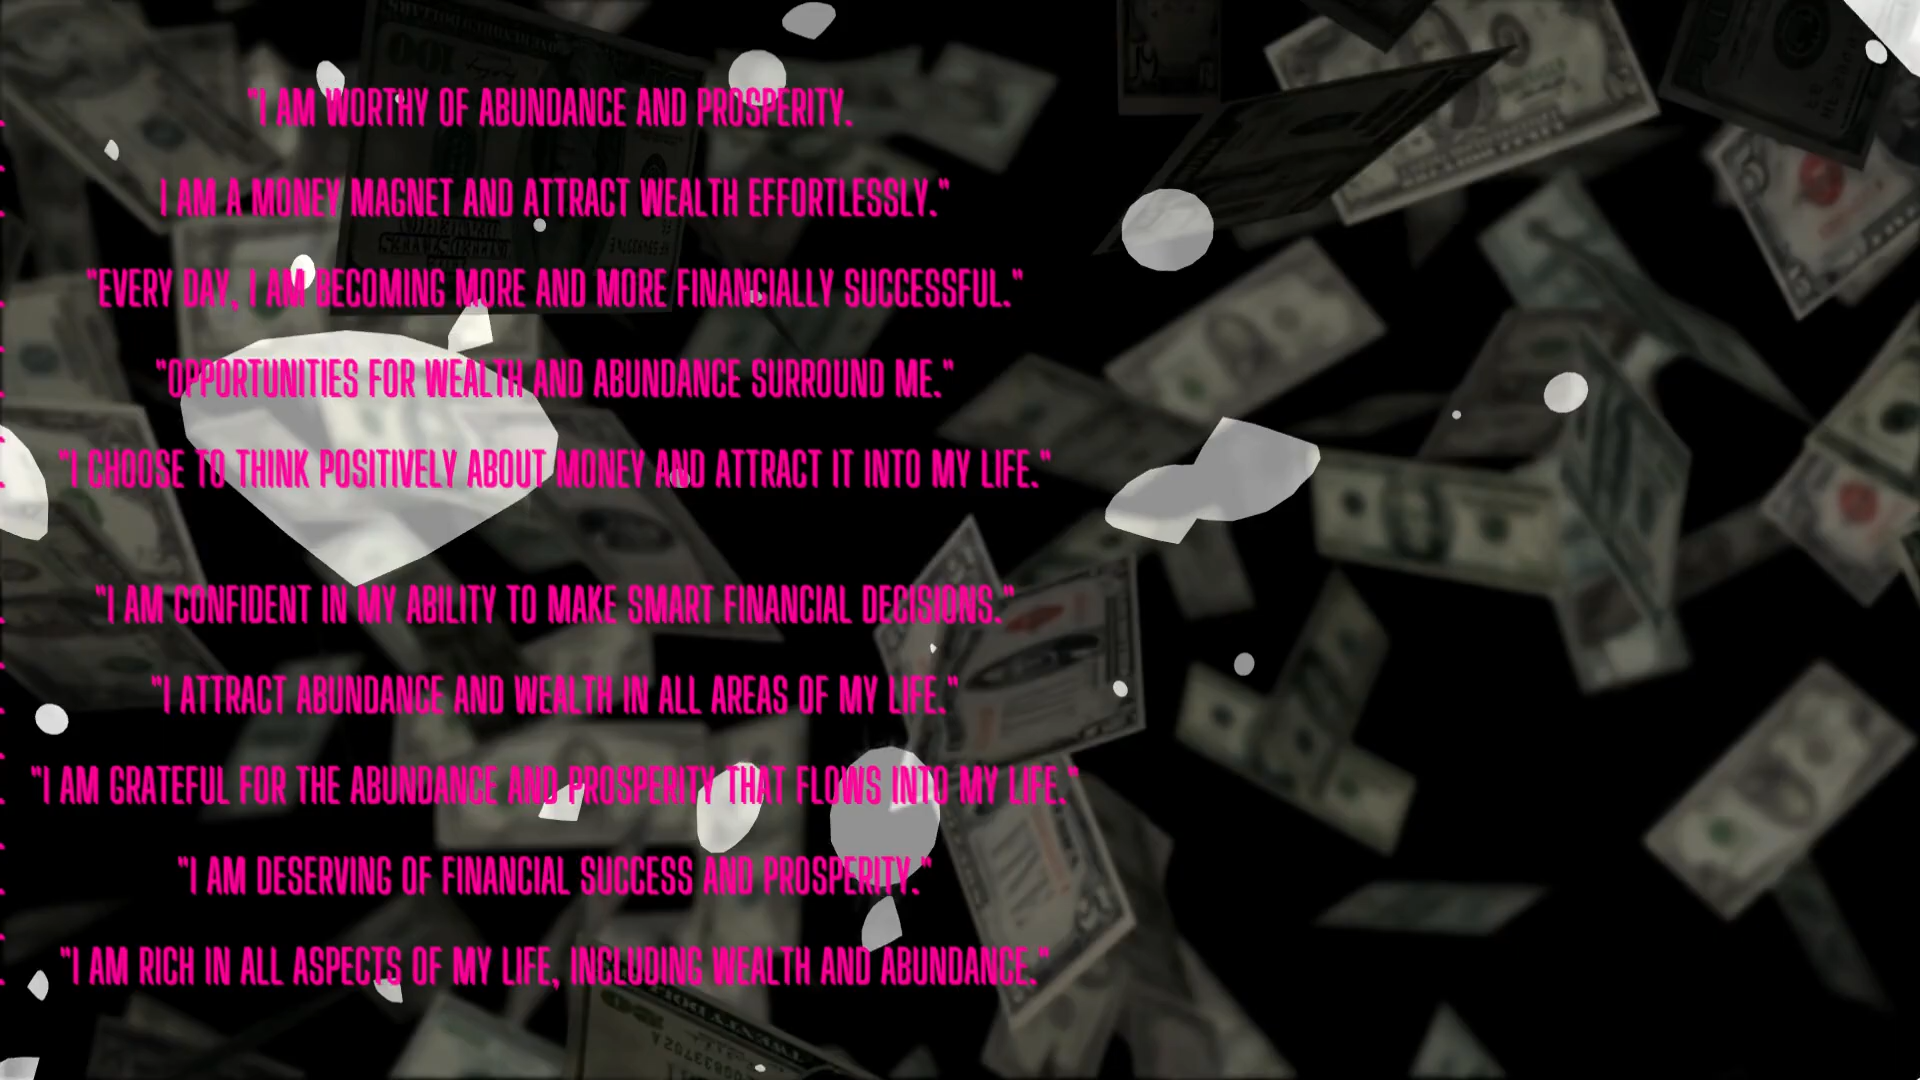 "I AM WORTHY OF ABUNDANCE AND PROSPERITY.
I AM A MONEY MAGNET AND ATTRACT WEALTH EFFORTLESSLY."
"EVERY DAY, I AM BECOMING MORE AND MORE FINANCIALLY SUCCESSFUL."
"OPPORTUNITIES FOR WEALTH AND ABUNDANCE SURROUND ME."
"I CHOOSE TO THINK POSITIVELY ABOUT MONEY AND ATTRACT IT INTO MY LIFE."
"I AM CONFIDENT IN MY ABILITY TO MAKE SMART FINANCIAL DECISIONS."
"I ATTRACT ABUNDANCE AND WEALTH IN ALL AREAS OF MY LIFE."
"I AM GRATEFUL FOR THE ABUNDANCE AND PROSPERITY THAT FLOWS INTO MY LIFE."
"I AM DESERVING OF FINANCIAL SUCCESS AND PROSPERITY."
"I AM RICH IN ALL ASPECTS OF MY LIFE, INCLUDING WEALTH AND ABUNDANCE."